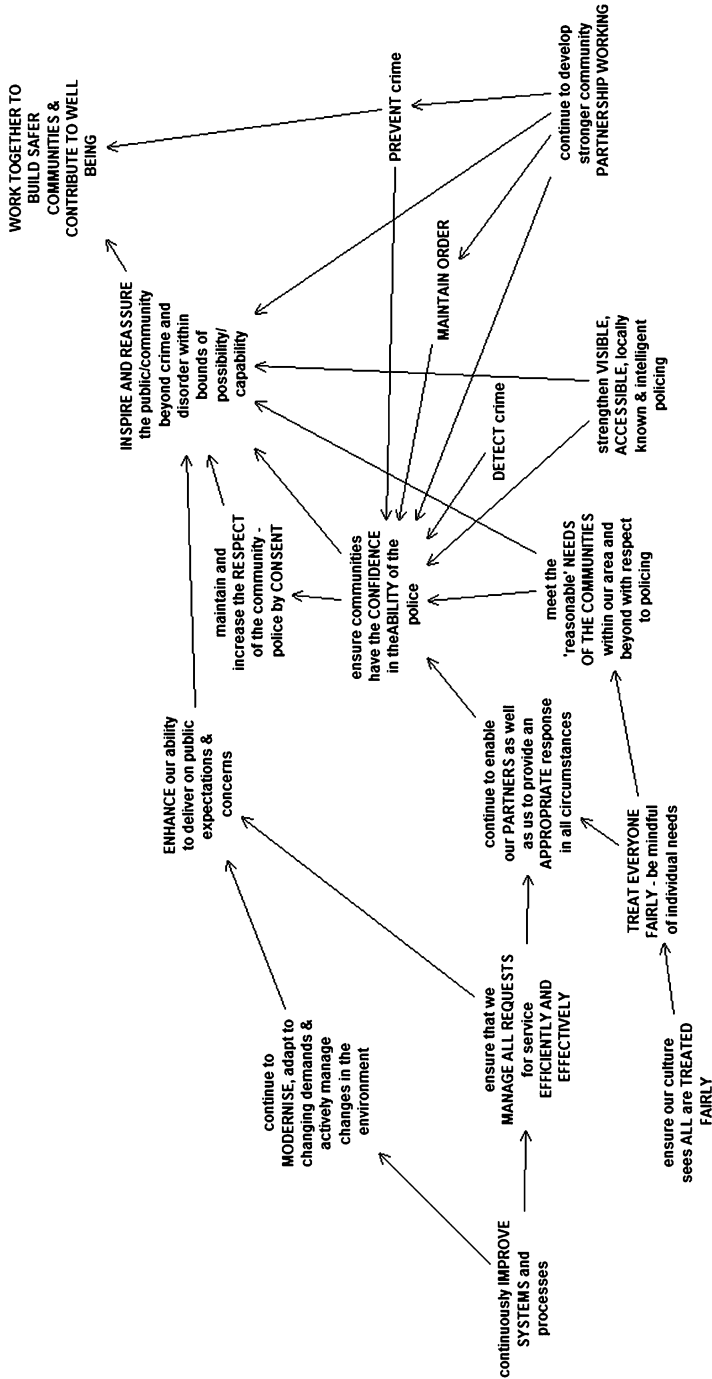 WORK TOGETHER TO
BUILD SAFER
COMMUNITIES &
CONTRIBUTE TO WELL
BEING
INSPIRE AND REASSURE
the public/community
beyond crime and
disorder within
bounds of
possibility/
capability
PREVENT crime
continue to develop
stronger community
PARTNERSHIP WORKING
MAINTAIN ORDER
DETECT crime
strengthen VISIBLE,
ACCESSIBLE, locally
known & intelligent
policing
maintain and
increase the RESPECT
of the community -
police by CONSENT
ensure communities
have the CONFIDENCE
in theABILITY of the
police
meet the
'reasonable' NEEDS
OF THE COMMUNITIES
within our area and
beyond with respect
to policing
ENHANCE our ability
to deliver on public
expectations &
concerns
continue to enable
our PARTNERS as well
as us to provide an
APPROPRIATE response
in all circumstances
TREAT EVERYONE
FAIRLY - be mindful
of individual needs
continue to
MODERNISE, adapt to
changing demands &
actively manage
changes in the
environment
ensure that we
MANAGE ALL REQUESTS
for service
EFFICIENTLY AND
EFFECTIVELY
ensure our culture
sees ALL are TREATED
FAIRLY
continuously IMPROVE
SYSTEMS and
processes